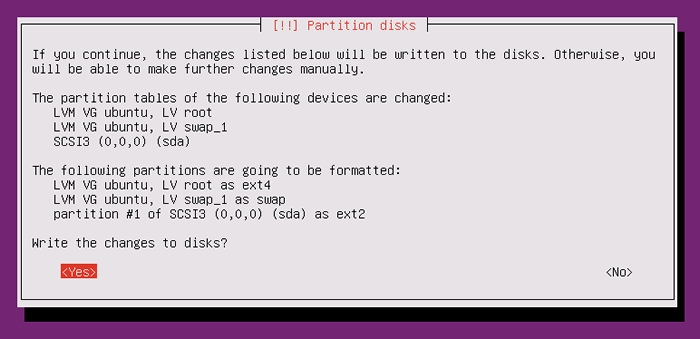 [!!] Partition disks
If you continue, the changes listed below will be written to the disks. Otherwise, you
will be able to make further changes manually.
The partition tables of the following devices are changed:
LVM VG ubuntu, LV root
LVM VG ubuntu, LV swap_1
SCSI3 (0,0,0) (sda)
The following partitions are going to be formatted:
LVM VG ubuntu, LV root as ext4
LVM VG ubuntu, LV swap_1 as swap
partition #1 of SCSI3 (0,0,0) (sda) as ext2
Write the changes to disks?
<Yes> <No>